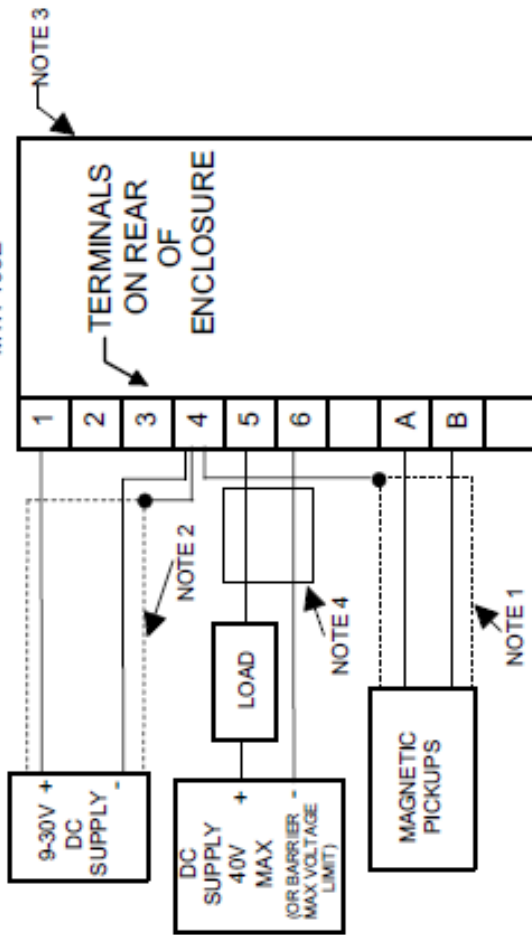 NOTE 3
TERMINALS
ON REAR
OF
ENCLOSURE
1
2
3
4
5
6
A
B
9-30V +
DC
SUPPLY -
NOTE 2
LOAD
NOTE 4
DC
SUPPLY
40V +
MAX
(OR BARRIER -
MAX VOLTAGE
LIMIT)
MAGNETIC
PICKUPS
NOTE 1